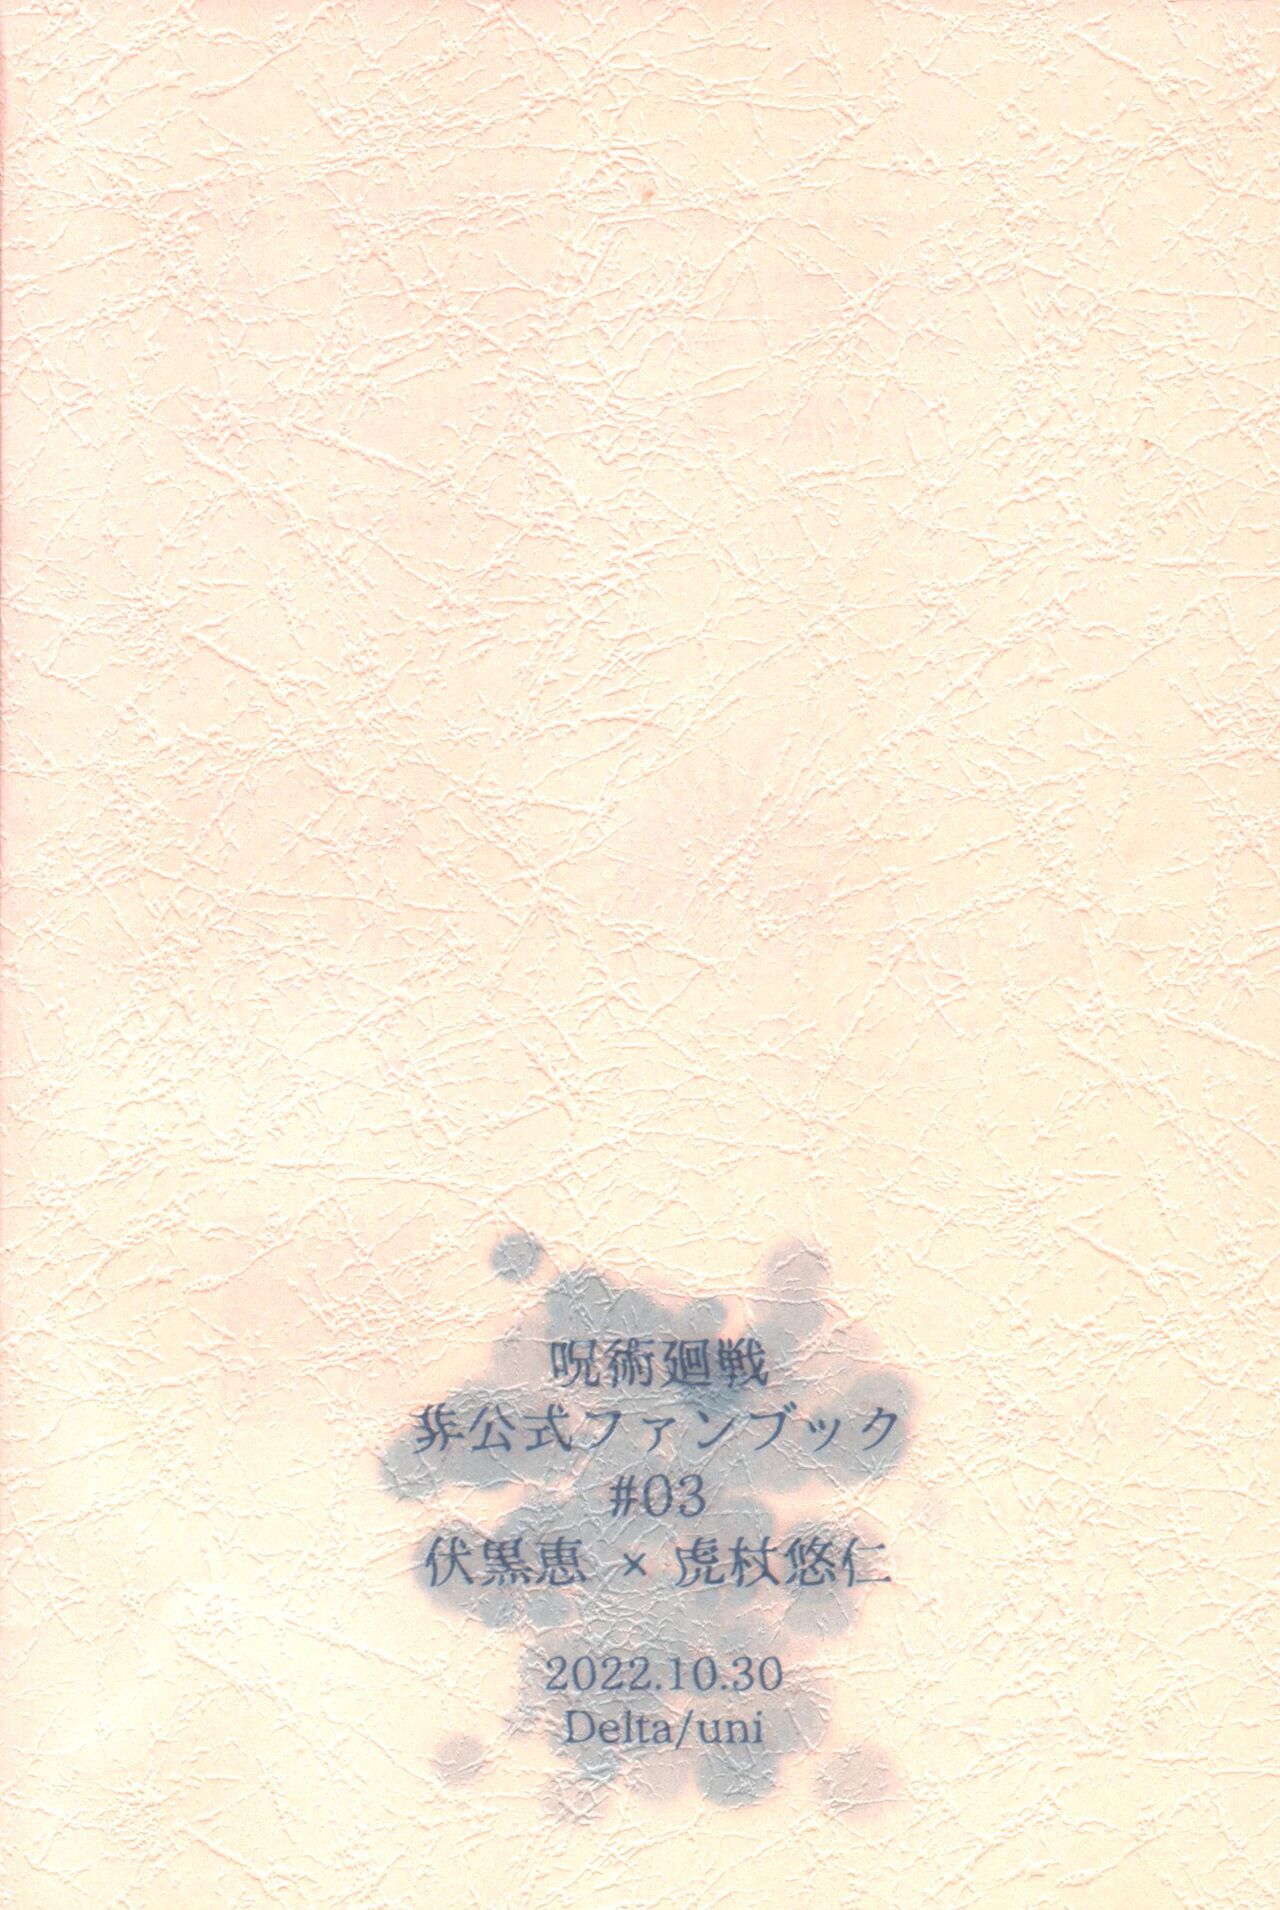 呪術廻戦
非公式ファンブック
#03
伏黒恵 × 虎杖悠仁
2022.10.30
Delta/uni